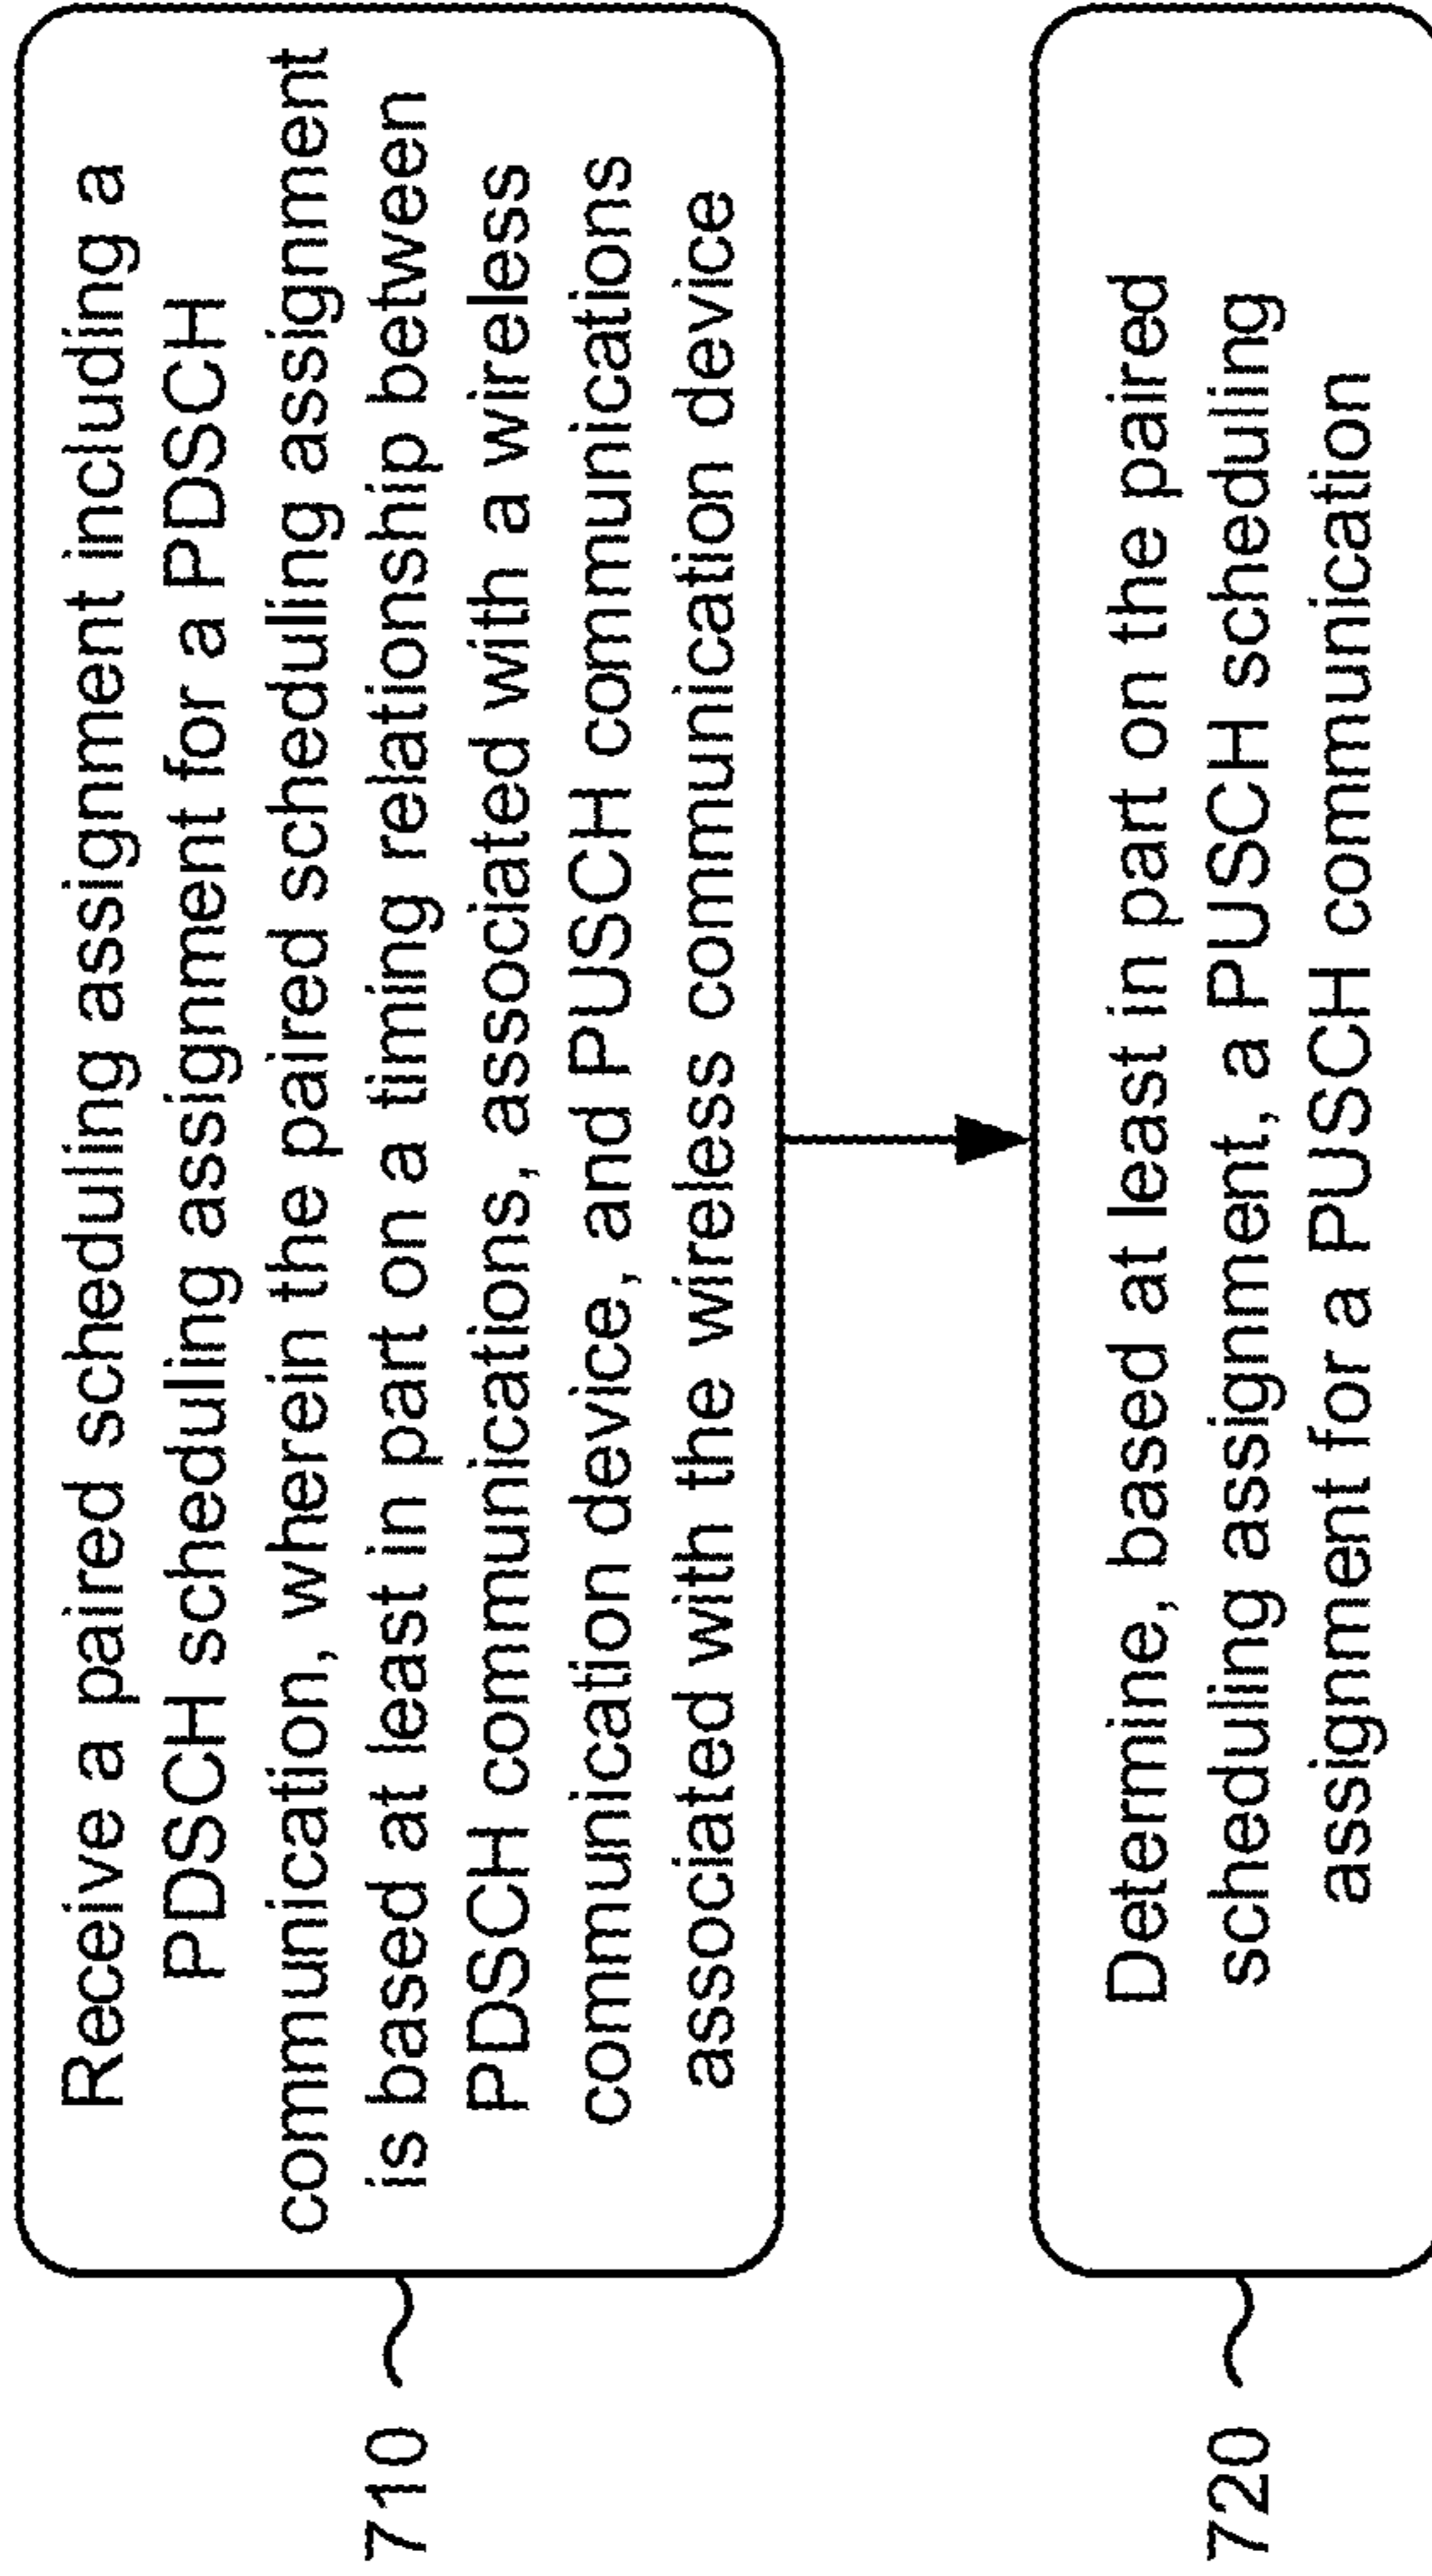 710
Receive a paired scheduling assignment including a
PDSCH scheduling assignment for a PDSCH
communication, wherein the paired scheduling assignment
is based at least in part on a timing relationship between
PDSCH communications, associated with a wireless
communication device, and PUSCH communications
associated with the wireless communication device
720
Determine, based at least in part on the paired
scheduling assignment, a PUSCH scheduling
assignment for a PUSCH communication